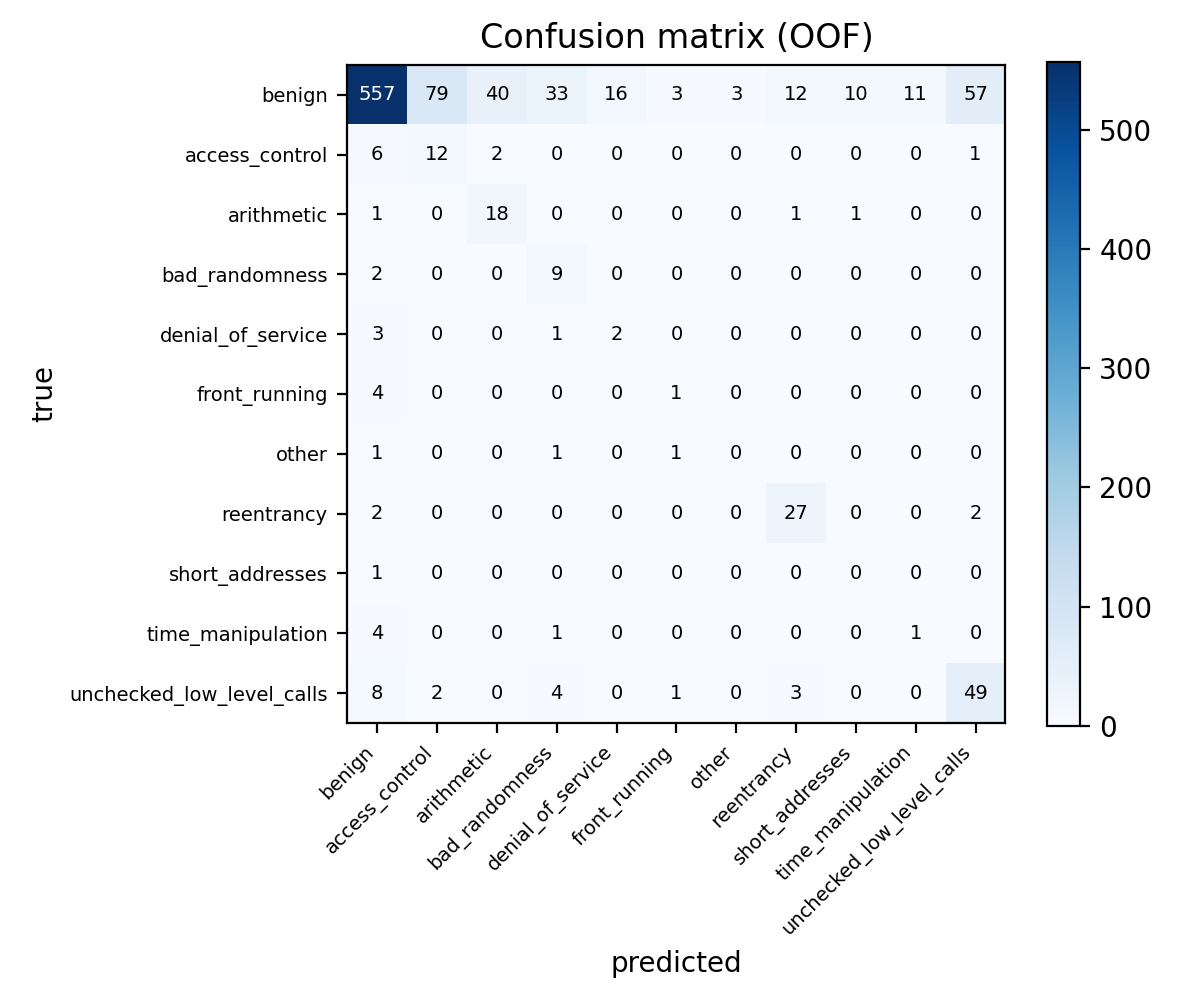 Confusion matrix (OOF)
benign 557 79 40 33 16 3 3 12 10 11 57
access_control 6 12 2 0 0 0 0 0 0 0 1
arithmetic 1 0 18 0 0 0 0 1 1 0 0
bad_randomness 2 0 0 9 0 0 0 0 0 0 0
denial_of_service 3 0 0 1 2 0 0 0 0 0 0
front_running 4 0 0 0 0 1 0 0 0 0 0
other 1 0 0 1 0 1 0 0 0 0 0
reentrancy 2 0 0 0 0 0 0 27 0 0 2
short_addresses 1 0 0 0 0 0 0 0 0 0 0
time_manipulation 4 0 0 1 0 0 0 0 0 1 0
unchecked_low_level_calls 8 2 0 4 0 1 0 3 0 0 49
true
benign
access_control
arithmetic
bad_randomness
denial_of_service
front_running
other
reentrancy
short_addresses
time_manipulation
unchecked_low_level_calls
predicted
500
400
300
200
100
0